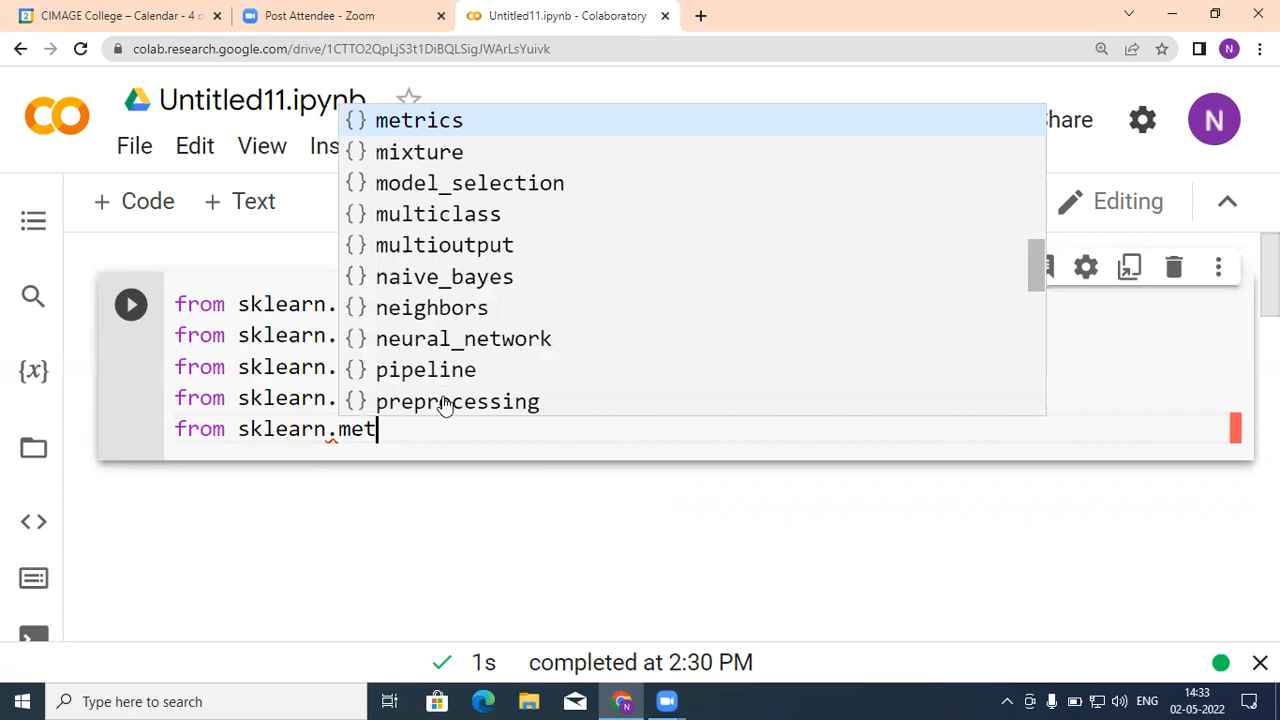 CIMAGE College – Calendar - 4 d
Post Attendee - Zoom
Untitled11.ipynb - Colaboratory
colab.research.google.com/drive/1CTTO2QpLjS3t1DiBQLSigJWArLsYuivk
N
Untitled11.ipynb
Share
N
File Edit View Ins
+ Code + Text
Editing
metrics
mixture
model_selection
multiclass
multioutput
naive_bayes
neighbors
neural_network
pipeline
preprocessing
{x}
from sklearn.
from sklearn.
from sklearn.
from sklearn.
from sklearn.met
1s completed at 2:30 PM
Type here to search
ENG
14:33
02-05-2022